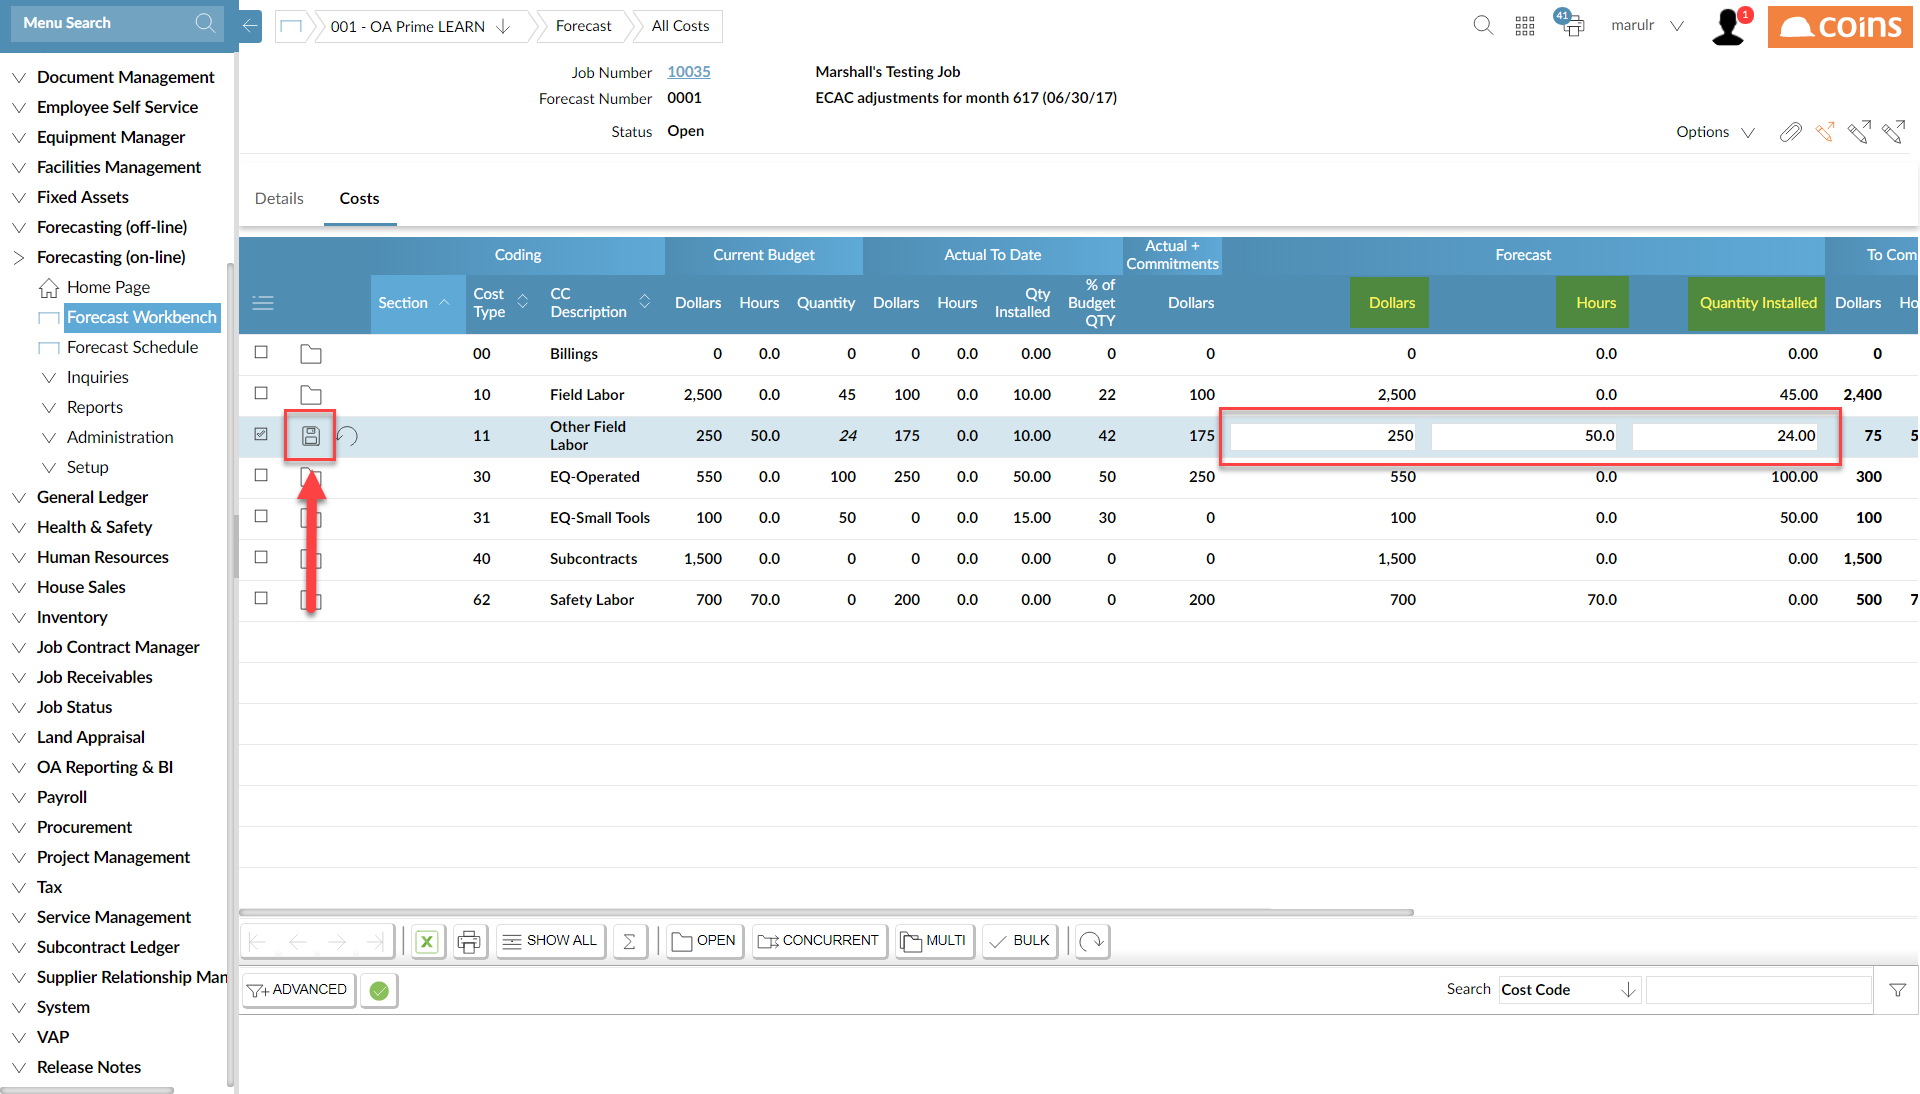 Menu Search
001 - OA Prime LEARN
Forecast
All Costs
41
marulr
1
coins
Job Number 10035 Marshall's Testing Job
Forecast Number 0001 ECAC adjustments for month 617 (06/30/17)
Status Open
Options
Document Management
Employee Self Service
Equipment Manager
Facilities Management
Fixed Assets
Forecasting (off-line)
Forecasting (on-line)
Home Page
Forecast Workbench
Forecast Schedule
Inquiries
Reports
Administration
Setup
General Ledger
Health & Safety
Human Resources
House Sales
Inventory
Job Contract Manager
Job Receivables
Job Status
Land Appraisal
OA Reporting & BI
Payroll
Procurement
Project Management
Tax
Service Management
Subcontract Ledger
Supplier Relationship Man
System
VAP
Release Notes
Details Costs
Coding Current Budget Actual To Date Actual + Commitments Forecast To Com
Section Cost Type CC Description Dollars Hours Quantity Dollars Hours Qty Installed % of Budget QTY Dollars Dollars Hours Quantity Installed Dollars Ho
00 Billings 0 0.0 0 0 0.0 0.00 0 0 0 0.0 0.00 0
10 Field Labor 2,500 0.0 45 100 0.0 10.00 22 100 2,500 0.0 45.00 2,400
11 Other Field Labor 250 50.0 24 175 0.0 10.00 42 175 250 50.0 24.00 75 5
30 EQ-Operated 550 0.0 100 250 0.0 50.00 50 250 550 0.0 100.00 300
31 EQ-Small Tools 100 0.0 50 0 0.0 15.00 30 0 100 0.0 50.00 100
40 Subcontracts 1,500 0.0 0 0 0.0 0.00 0 0 1,500 0.0 0.00 1,500
62 Safety Labor 700 70.0 0 200 0.0 0.00 0 200 700 70.0 0.00 500 7
SHOW ALL OPEN CONCURRENT MULTI BULK
ADVANCED
Search Cost Code